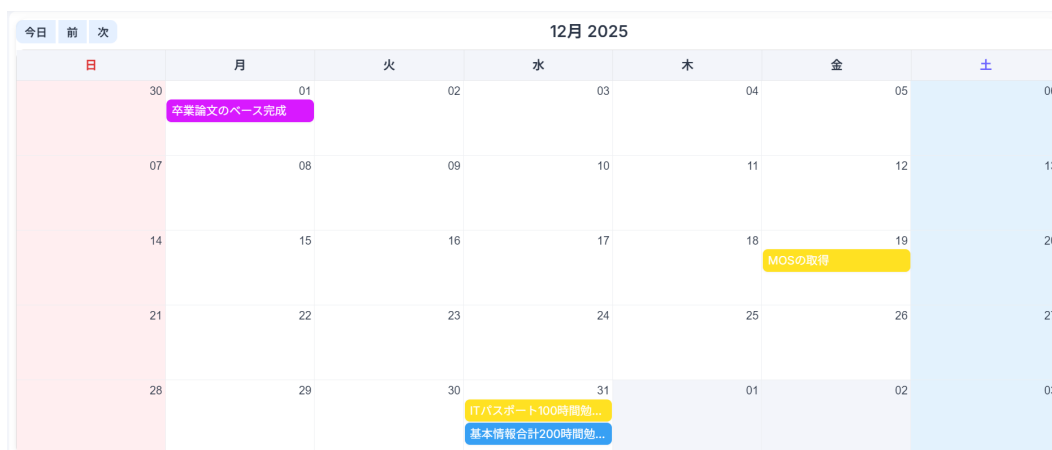 今日 前 次
12月 2025
日 月 火 水 木 金 土
30 01 02 03 04 05
卒業論文のベース完成
07 08 09 10 11 12
14 15 16 17 18 19
MOSの取得
21 22 23 24 25 26
28 29 30 31 01 02
ITパスポート100時間勉...
基本情報合計200時間勉...